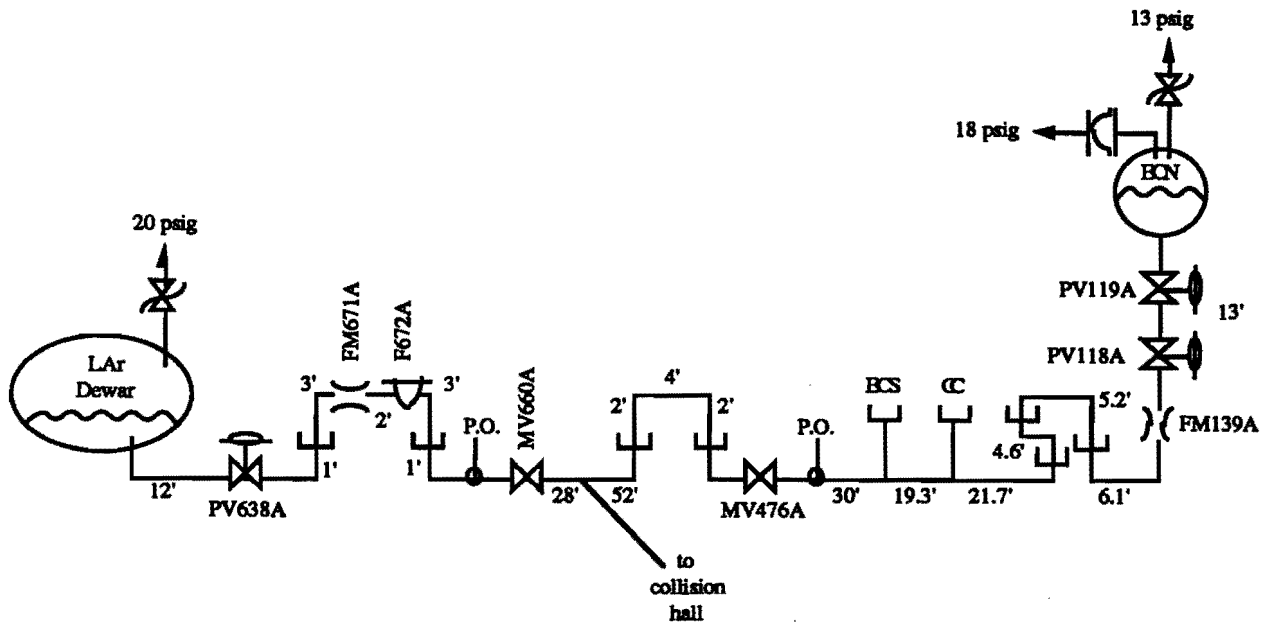 13 psig
18 psig
ECN
20 psig
PV119A
13'
FM671A
F672A
PV118A
LAr
Dewar
3'
3'
2'
MV660A
4'
2'
2'
ECS
CC
5.2'
FM139A
P.O.
P.O.
4.6'
1'
1'
12'
PV638A
28'
52'
MV476A
30'
19.3'
21.7'
6.1'
to
collision
hall